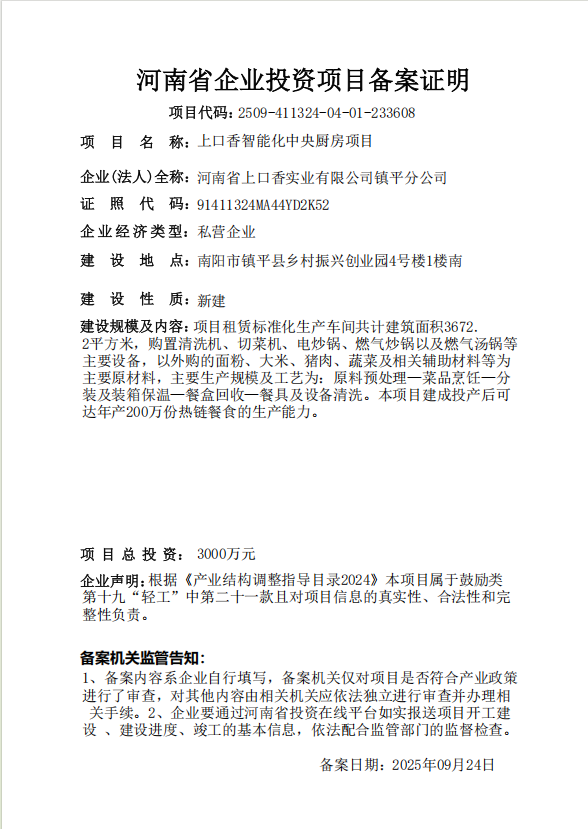 河南省企业投资项目备案证明
项目代码：2509-411324-04-01-233608
项目名称：上口香智能化中央厨房项目
企业(法人)全称：河南省上口香实业有限公司镇平分公司
证照代码：91411324MA44YD2K52
企业经济类型：私营企业
建设地点：南阳市镇平县乡村振兴创业园4号楼1楼南
建设性质：新建
建设规模及内容：项目租赁标准化生产车间共计建筑面积3672.
2平方米，购置清洗机、切菜机、电炒锅、燃气炒锅以及燃气汤锅等
主要设备，以外购的面粉、大米、猪肉、蔬菜及相关辅助材料等为
主要原材料，主要生产规模及工艺为：原料预处理—菜品烹饪—分
装及装箱保温—餐盒回收—餐具及设备清洗。本项目建成投产后可
达年产200万份热链餐食的生产能力。
项目总投资：3000万元
企业声明：根据《产业结构调整指导目录2024》本项目属于鼓励类
第十九“轻工”中第二十一款且对项目信息的真实性、合法性和完
整性负责。
备案机关监管告知：
1、备案内容系企业自行填写，备案机关仅对项目是否符合产业政策
进行了审查，对其他内容由相关机关应依法独立进行审查并办理相
关手续。2、企业要通过河南省投资在线平台如实报送项目开工建
设 、建设进度、竣工的基本信息，依法配合监管部门的监督检查。
备案日期：2025年09月24日